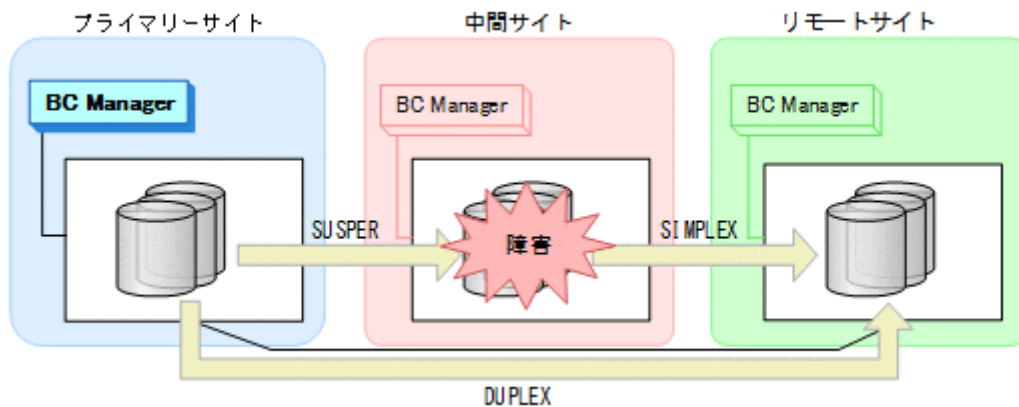 プライマリーサイト
中間サイト
リモートサイト
BC Manager
BC Manager
BC Manager
SUSPER
障害
SIMPLEX
DUPLEX